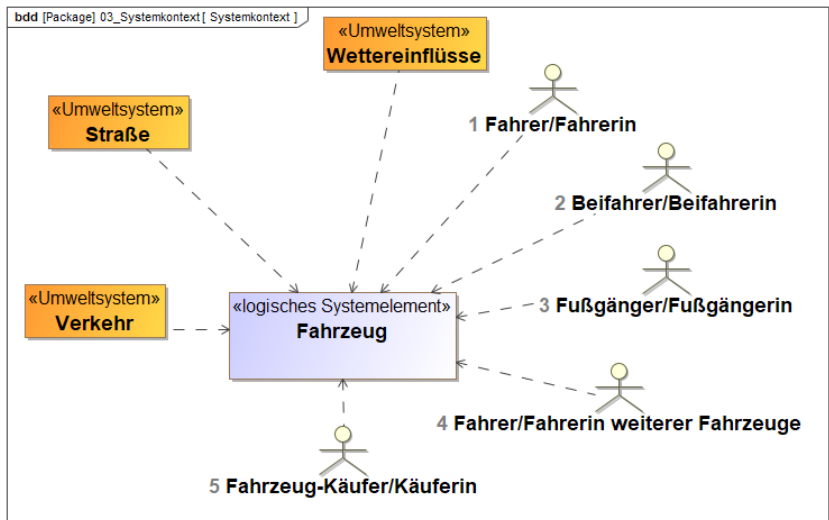 bdd [Package] 03_Systemkontext [ Systemkontext ]
«Umweltsystem»
Wettereinflüsse
«Umweltsystem»
Straße
1 Fahrer/Fahrerin
2 Beifahrer/Beifahrerin
«Umweltsystem»
Verkehr
«logisches Systemelement»
Fahrzeug
3 Fußgänger/Fußgängerin
4 Fahrer/Fahrerin weiterer Fahrzeuge
5 Fahrzeug-Käufer/Käuferin